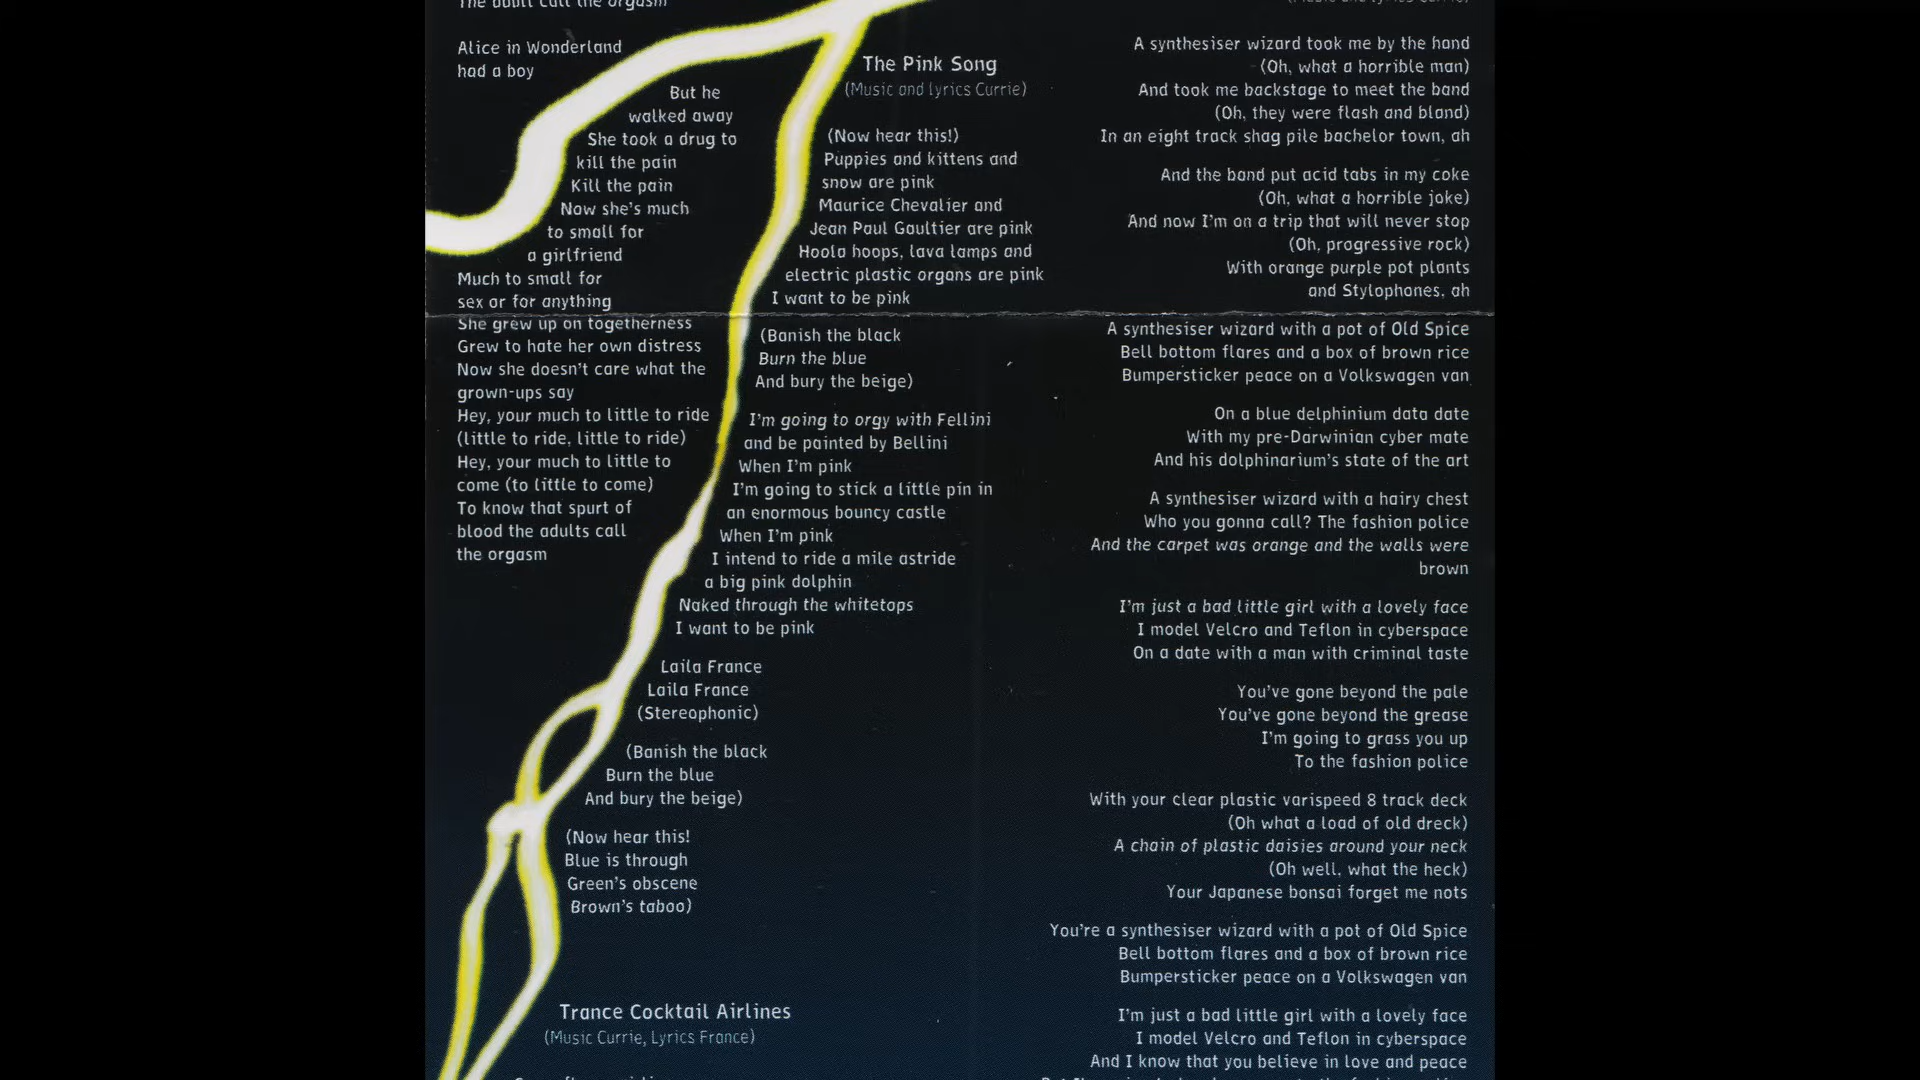 The adult call the orgasm
Alice in Wonderland
had a boy
But he
walked away
She took a drug to
kill the pain
Kill the pain
Now she's much
to small for
a girlfriend
Much to small for
sex or for anything
She grew up on togetherness
Grew to hate her own distress
Now she doesn't care what the
grown-ups say
Hey, your much to little to ride
(little to ride, little to ride)
Hey, your much to little to
come (to little to come)
To know that spurt of
blood the adults call
the orgasm
The Pink Song
(Music and lyrics Currie)
(Now hear this!)
Puppies and kittens and
snow are pink
Maurice Chevalier and
Jean Paul Gaultier are pink
Hoola hoops, lava lamps and
electric plastic organs are pink
I want to be pink
(Banish the black
Burn the blue
And bury the beige)
I'm going to orgy with Fellini
and be painted by Bellini
When I'm pink
I'm going to stick a little pin in
an enormous bouncy castle
When I'm pink
I intend to ride a mile astride
a big pink dolphin
Naked through the whitetops
I want to be pink
Laila France
Laila France
(Stereophonic)
(Banish the black
Burn the blue
And bury the beige)
(Now hear this!
Blue is through
Green's obscene
Brown's taboo)
Trance Cocktail Airlines
(Music Currie, Lyrics France)
(Music and lyrics Currie)
A synthesiser wizard took me by the hand
(Oh, what a horrible man)
And took me backstage to meet the band
(Oh, they were flash and bland)
In an eight track shag pile bachelor town, ah
And the band put acid tabs in my coke
(Oh, what a horrible joke)
And now I'm on a trip that will never stop
(Oh, progressive rock)
With orange purple pot plants
and Stylophones, ah
A synthesiser wizard with a pot of Old Spice
Bell bottom flares and a box of brown rice
Bumpersticker peace on a Volkswagen van
On a blue delphinium data date
With my pre-Darwinian cyber mate
And his dolphinarium's state of the art
A synthesiser wizard with a hairy chest
Who you gonna call? The fashion police
And the carpet was orange and the walls were
brown
I'm just a bad little girl with a lovely face
I model Velcro and Teflon in cyberspace
On a date with a man with criminal taste
You've gone beyond the pale
You've gone beyond the grease
I'm going to grass you up
To the fashion police
With your clear plastic varispeed 8 track deck
(Oh what a load of old dreck)
A chain of plastic daisies around your neck
(Oh well, what the heck)
Your Japanese bonsai forget me nots
You're a synthesiser wizard with a pot of Old Spice
Bell bottom flares and a box of brown rice
Bumpersticker peace on a Volkswagen van
I'm just a bad little girl with a lovely face
I model Velcro and Teflon in cyberspace
And I know that you believe in love and peace